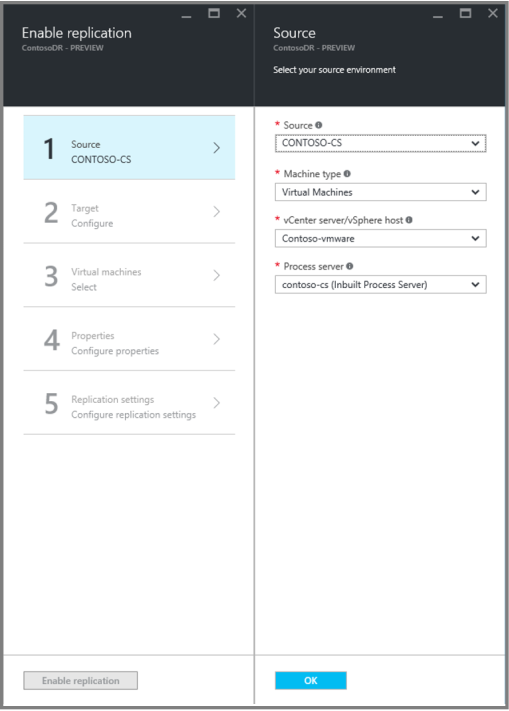 Enable replication
ContosoDR - PREVIEW
1
Source
CONTOSO-CS
2
Target
Configure
3
Virtual machines
Select
4
Properties
Configure properties
5
Replication settings
Configure replication settings
Enable replication
Source
ContosoDR - PREVIEW
Select your source environment
* Source
CONTOSO-CS
* Machine type
Virtual Machines
* vCenter server/vSphere host
Contoso-vmware
* Process server
contoso-cs (Inbuilt Process Server)
OK